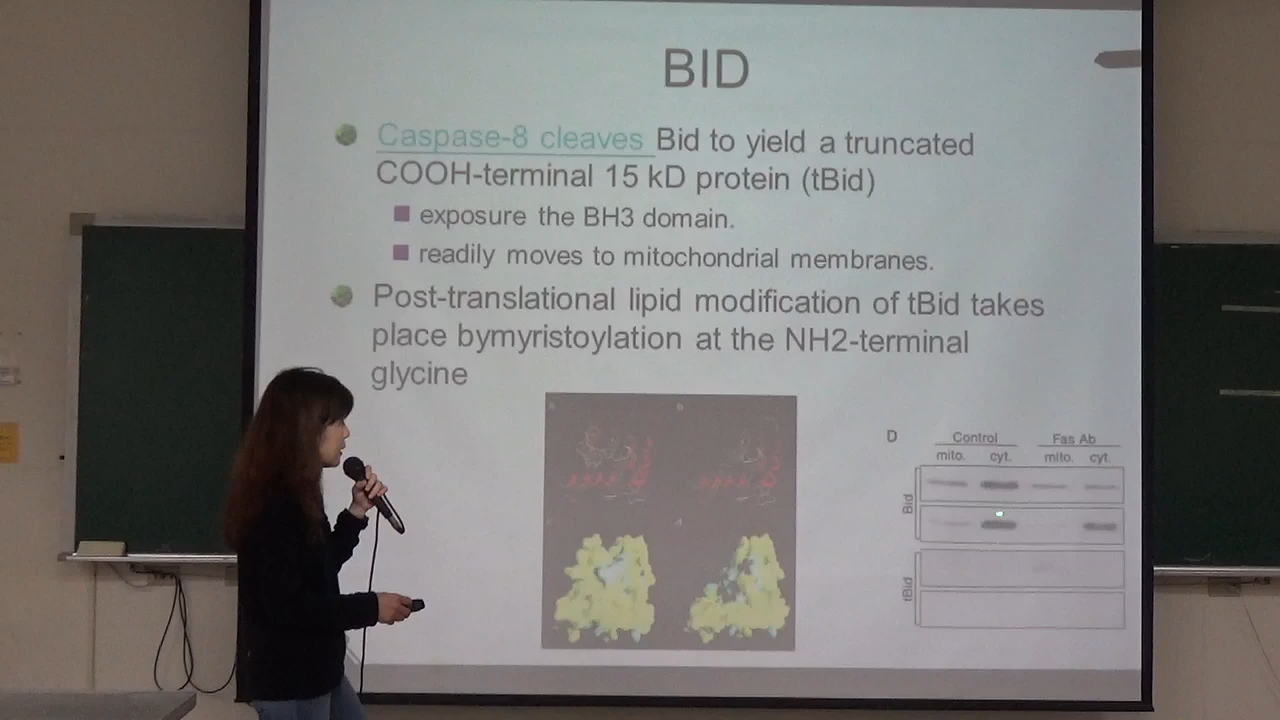 BID
Caspase-8 cleaves Bid to yield a truncated
COOH-terminal 15 kD protein (tBid)
exposure the BH3 domain.
readily moves to mitochondrial membranes.
Post-translational lipid modification of tBid takes
place bymyristoylation at the NH2-terminal
glycine
a b
d
D
Control Fas Ab
mito. cyt. mito. cyt.
Bid
tBid